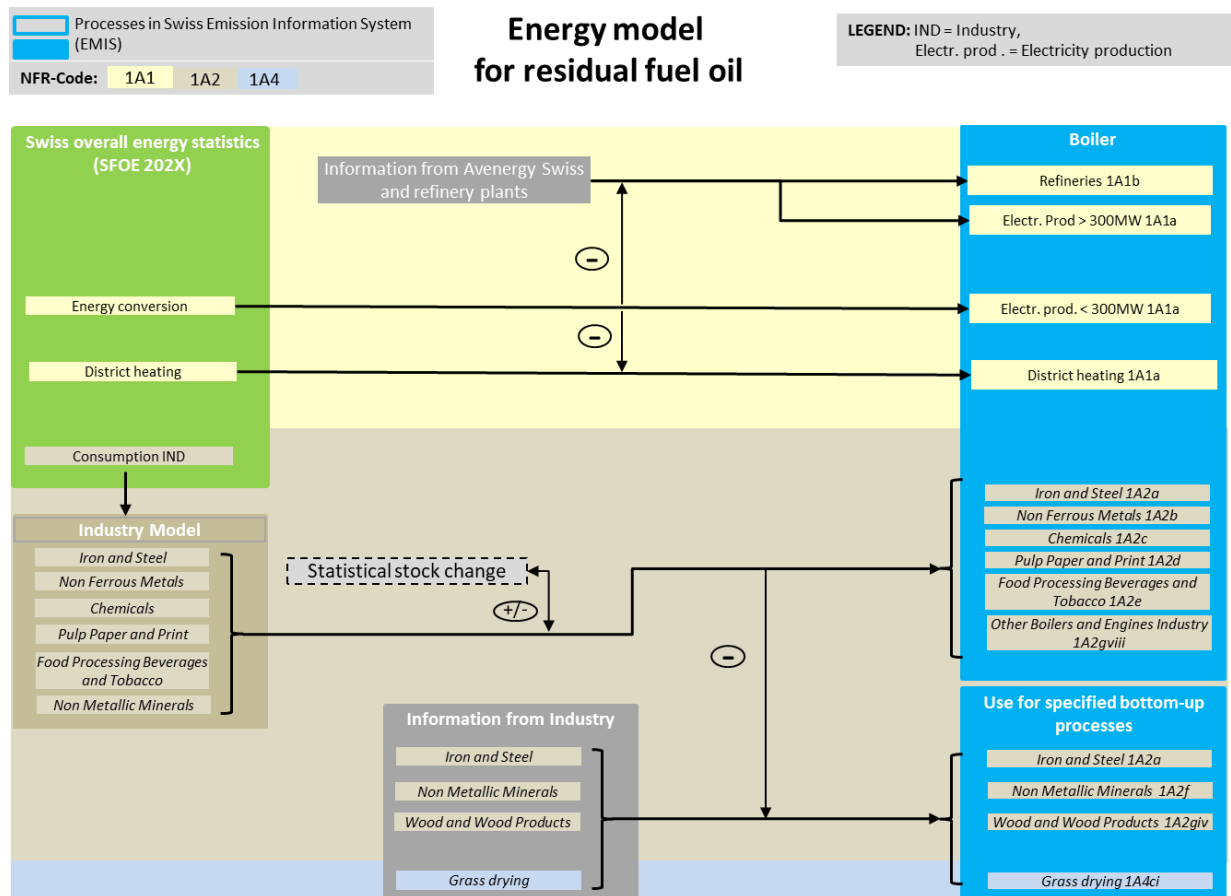 Processes in Swiss Emission Information System
(EMIS)
NFR-Code: 1A1 1A2 1A4
Energy model
for residual fuel oil
LEGEND: IND = Industry,
Electr. prod . = Electricity production
Swiss overall energy statistics
(SFOE 202X)
Information from Avenergy Swiss
and refinery plants
Boiler
Refineries 1A1b
Electr. Prod > 300MW 1A1a
-
Energy conversion
Electr. prod. < 300MW 1A1a
-
District heating
District heating 1A1a
Consumption IND
Industry Model
Iron and Steel
Non Ferrous Metals
Chemicals
Pulp Paper and Print
Food Processing Beverages
and Tobacco
Non Metallic Minerals
Statistical stock change
+/-
-
Iron and Steel 1A2a
Non Ferrous Metals 1A2b
Chemicals 1A2c
Pulp Paper and Print 1A2d
Food Processing Beverages and
Tobacco 1A2e
Other Boilers and Engines Industry
1A2gviii
Information from Industry
Iron and Steel
Non Metallic Minerals
Wood and Wood Products
Grass drying
Use for specified bottom-up
processes
Iron and Steel 1A2a
Non Metallic Minerals 1A2f
Wood and Wood Products 1A2giv
Grass drying 1A4ci